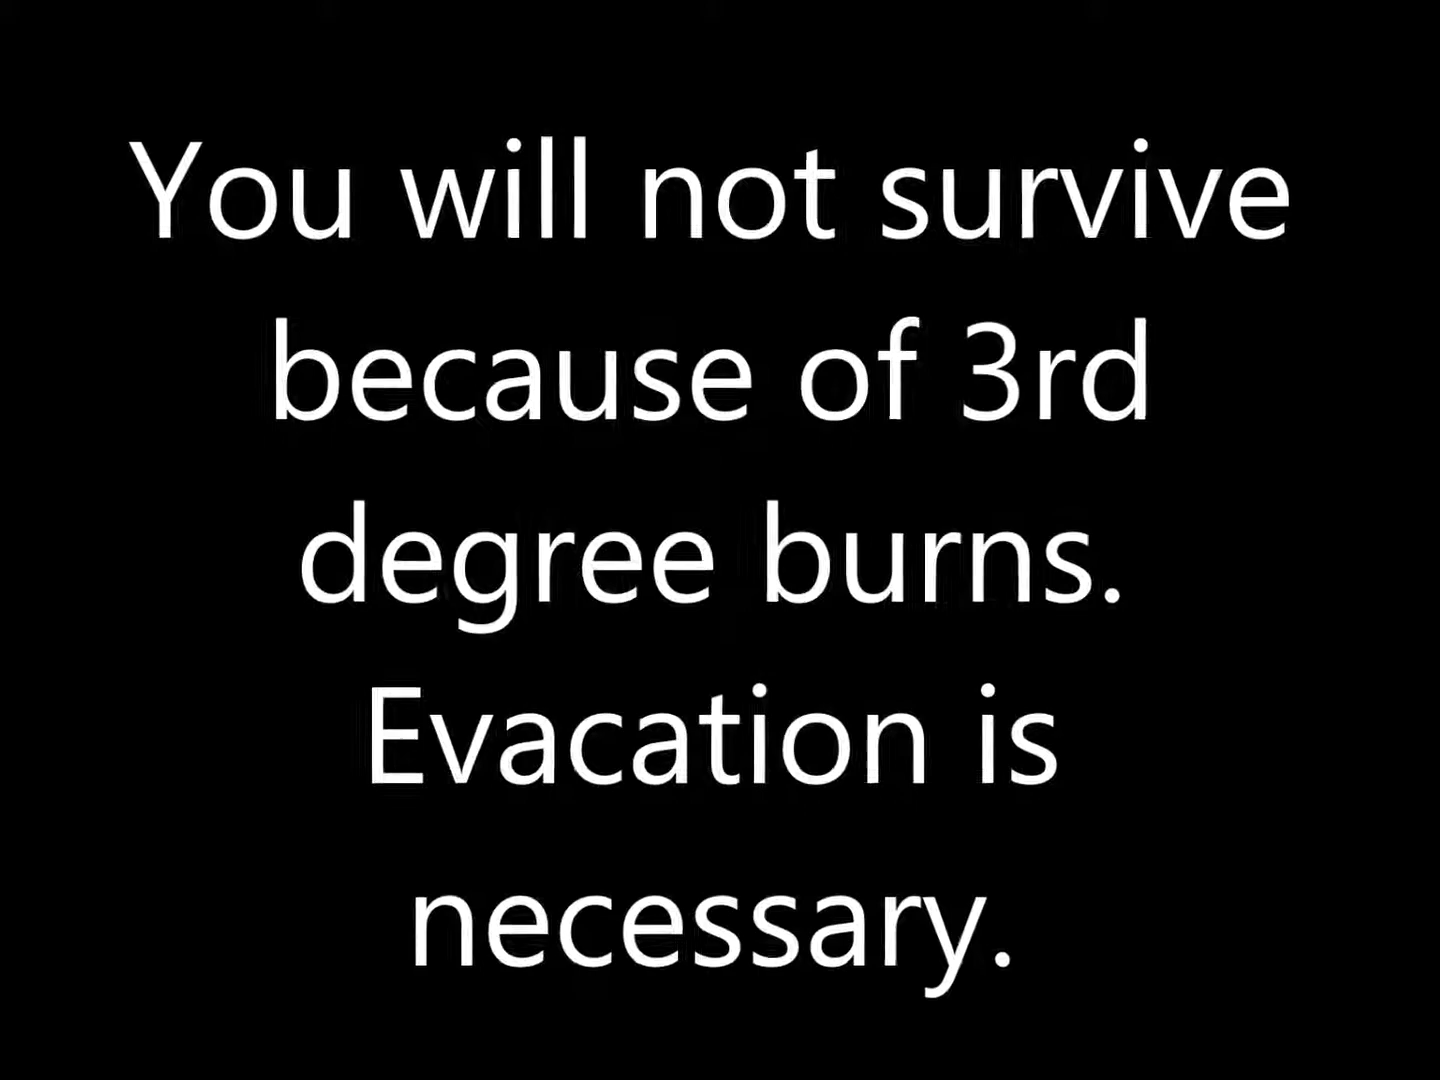 You will not survive
because of 3rd
degree burns.
Evacation is
necessary.